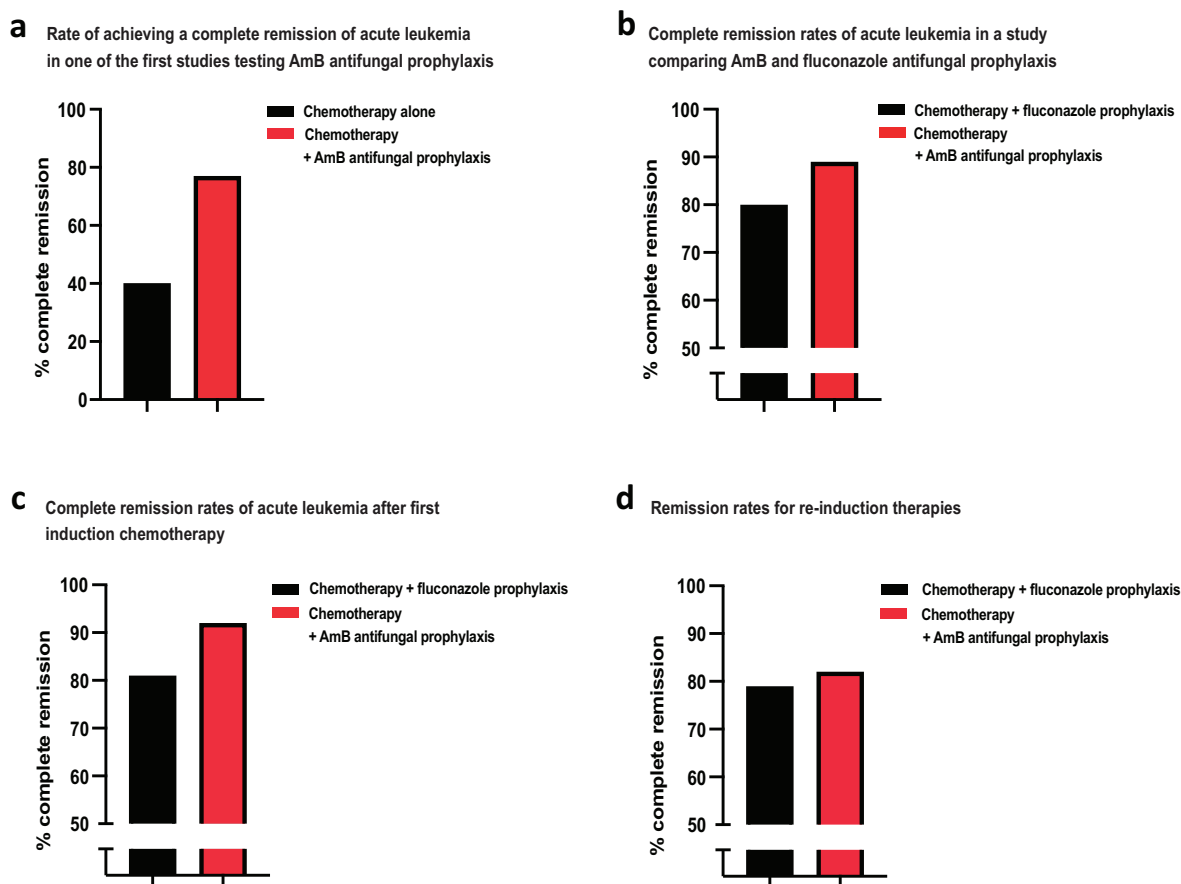 a
Rate of achieving a complete remission of acute leukemia
in one of the first studies testing AmB antifungal prophylaxis
Chemotherapy alone
Chemotherapy
+ AmB antifungal prophylaxis
% complete remission
100
80
60
40
20
0
b
Complete remission rates of acute leukemia in a study
comparing AmB and fluconazole antifungal prophylaxis
Chemotherapy + fluconazole prophylaxis
Chemotherapy
+ AmB antifungal prophylaxis
% complete remission
100
90
80
70
60
50
c
Complete remission rates of acute leukemia after first
induction chemotherapy
Chemotherapy + fluconazole prophylaxis
Chemotherapy
+ AmB antifungal prophylaxis
% complete remission
100
90
80
70
60
50
d
Remission rates for re-induction therapies
Chemotherapy + fluconazole prophylaxis
Chemotherapy
+ AmB antifungal prophylaxis
% complete remission
100
90
80
70
60
50